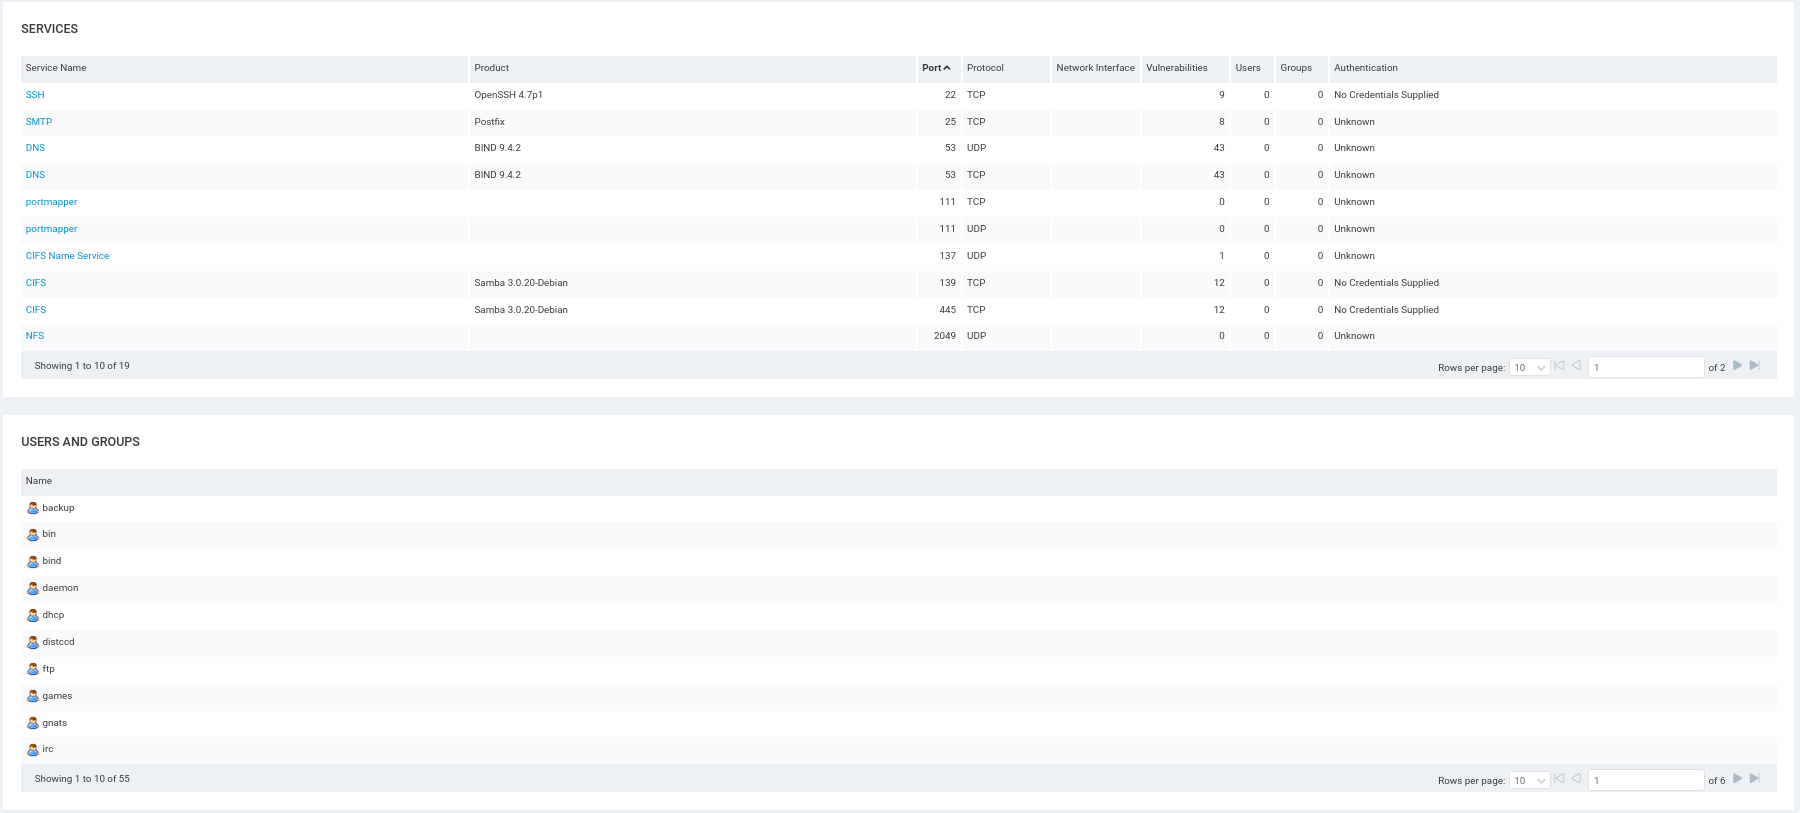 SERVICES
Service Name Product Port Protocol Network Interface Vulnerabilities Users Groups Authentication
SSH OpenSSH 4.7p1 22 TCP 9 0 0 No Credentials Supplied
SMTP Postfix 25 TCP 8 0 0 Unknown
DNS BIND 9.4.2 53 UDP 43 0 0 Unknown
DNS BIND 9.4.2 53 TCP 43 0 0 Unknown
portmapper 111 TCP 0 0 0 Unknown
portmapper 111 UDP 0 0 0 Unknown
CIFS Name Service 137 UDP 1 0 0 Unknown
CIFS Samba 3.0.20-Debian 139 TCP 12 0 0 No Credentials Supplied
CIFS Samba 3.0.20-Debian 445 TCP 12 0 0 No Credentials Supplied
NFS 2049 UDP 0 0 0 Unknown
Showing 1 to 10 of 19 Rows per page: 10 1 of 2
USERS AND GROUPS
Name
backup
bin
bind
daemon
dhcp
distccd
ftp
games
gnats
irc
Showing 1 to 10 of 55 Rows per page: 10 1 of 6